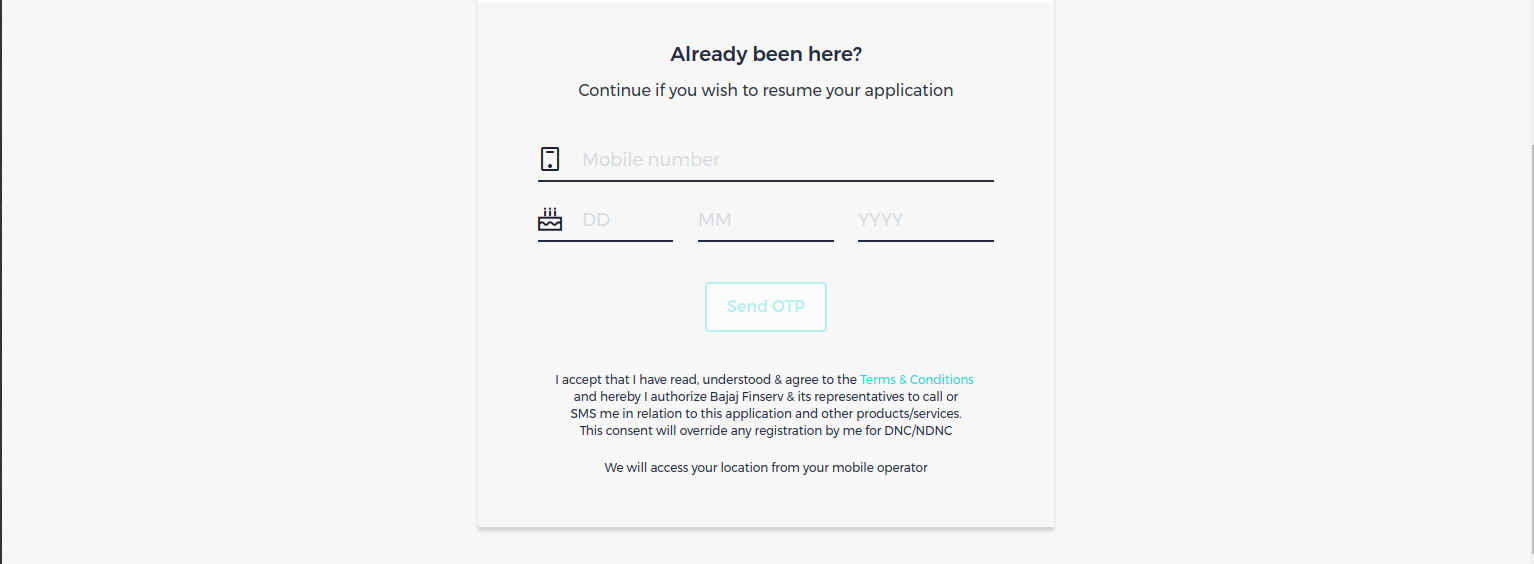 Already been here?
Continue if you wish to resume your application
Mobile number
DD MM YYYY
Send OTP
I accept that I have read, understood & agree to the Terms & Conditions
and hereby I authorize Bajaj Finserv & its representatives to call or
SMS me in relation to this application and other products/services.
This consent will override any registration by me for DNC/NDNC
We will access your location from your mobile operator